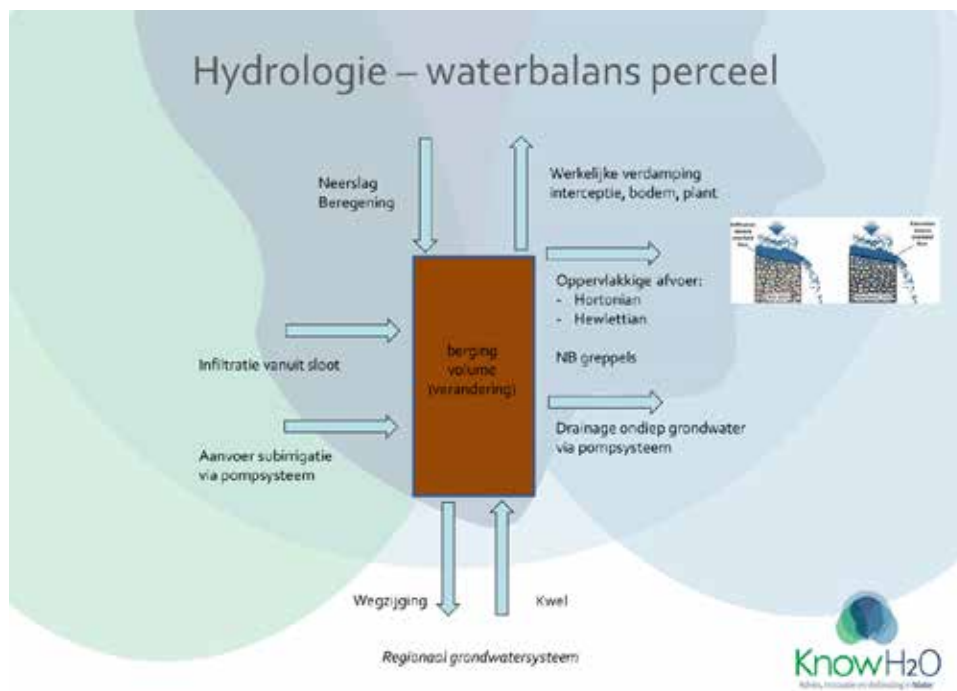 Hydrologie – waterbalans perceel
Neerslag
Beregening
Werkelijke verdamping
interceptie, bodem, plant
Oppervlakkige afvoer:
- Hortonian
- Hewlettian
NB greppels
Infiltratie vanuit sloot
berging
volume
(verandering)
Drainage ondiep grondwater
via pompsysteem
Aanvoer subirrigatie
via pompsysteem
Wegzijging
Kwel
Regionaal grondwatersysteem
KnowH2O